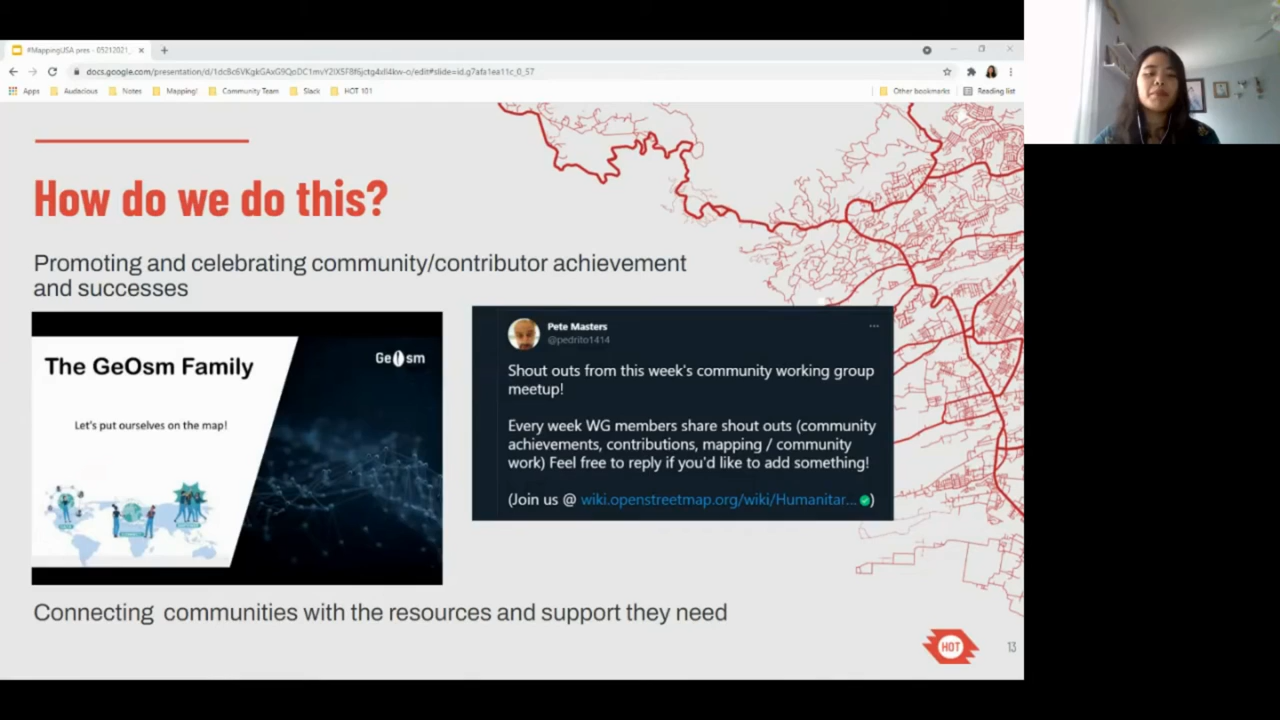 #MappingUSA pres - 05212021_
Apps
Audacious
Notes
Mapping!
Community Team
Slack
HOT 101
Other bookmarks
Reading list
How do we do this?
Promoting and celebrating community/contributor achievement
and successes
The GeOsm Family
GeOsm
Let's put ourselves on the map!
Pete Masters
@pedrito1414
Shout outs from this week's community working group
meetup!
Every week WG members share shout outs (community
achievements, contributions, mapping / community
work) Feel free to reply if you'd like to add something!
(Join us @ wiki.openstreetmap.org/wiki/Humanitar... )
Connecting communities with the resources and support they need
HOT
13